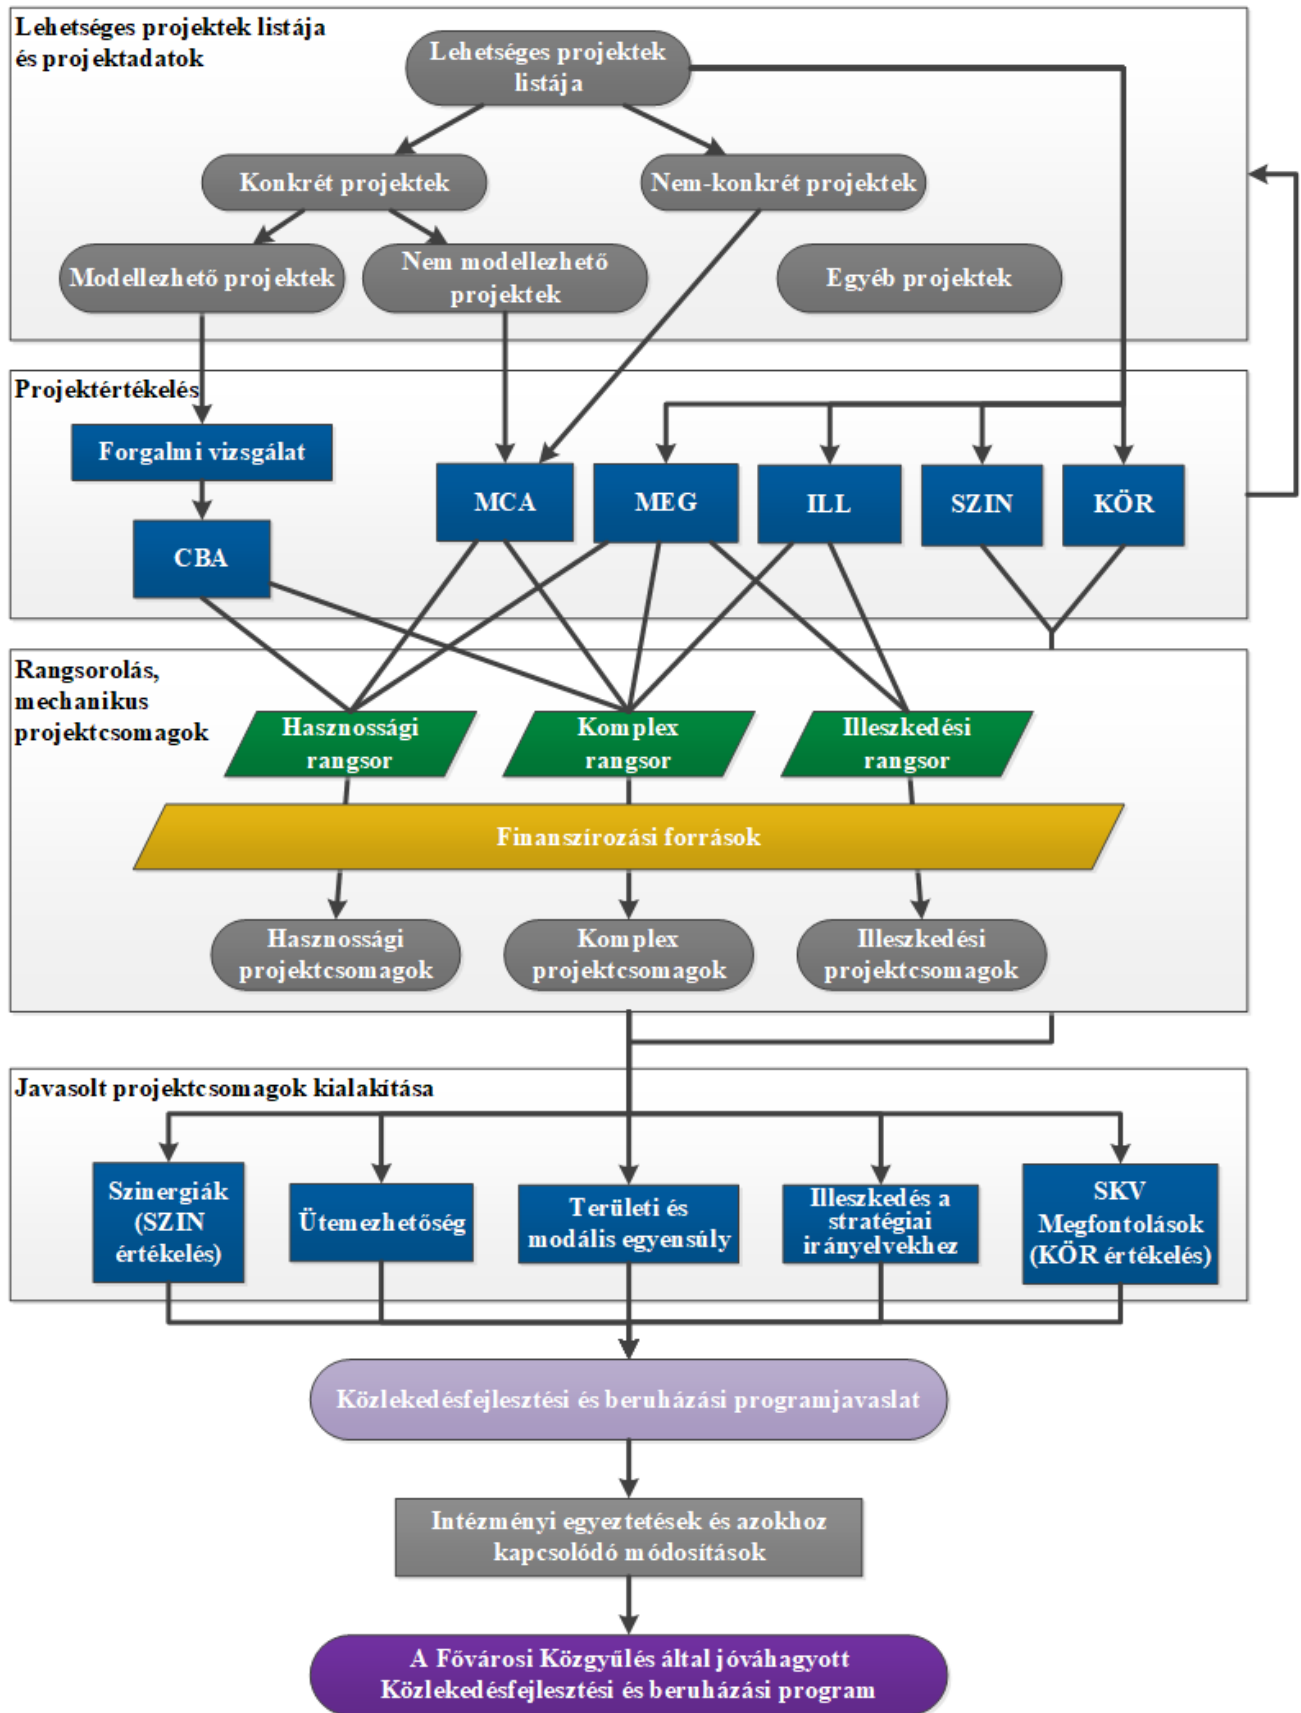 Lehetséges projektek listája
és projektadatok
Lehetséges projektek
listája
Konkrét projektek
Nem-konkrét projektek
Modellezhető projektek
Nem modellezhető
projektek
Egyéb projektek
Projektértékelés
Forgalmi vizsgálat
MCA
MEG
ILL
SZIN
KÖR
CBA
Rangsorolás,
mechanikus
projektcsomagok
Hasznossági
rangsor
Komplex
rangsor
Illeszkedési
rangsor
Finanszírozási források
Hasznossági
projektcsomagok
Komplex
projektcsomagok
Illeszkedési
projektcsomagok
Javasolt projektcsomagok kialakítása
Szinergiák
(SZIN
értékelés)
Ütemezhetőség
Területi és
modális egyensúly
Illeszkedés a
stratégiai
irányelvekhez
SKV
Megfontolások
(KÖR értékelés)
Közlekedésfejlesztési és beruházási programjavaslat
Intézményi egyeztetések és azokhoz
kapcsolódó módosítások
A Fővárosi Közgyűlés által jóváhagyott
Közlekedésfejlesztési és beruházási program